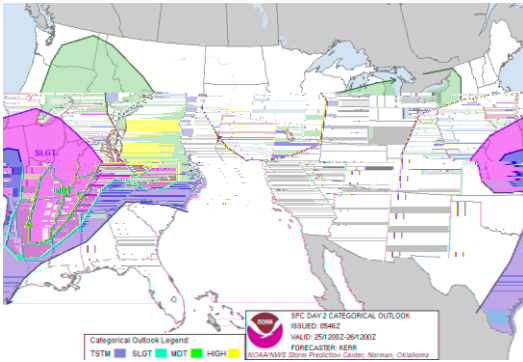 SLGT
MDT
SPC DAY 2 CATEGORICAL OUTLOOK
ISSUED: 0546Z
VALID: 25/1200Z-26/1200Z
FORECASTER: KERR
NOAA/NWS Storm Prediction Center, Norman, Oklahoma
noaa
Categorical Outlook Legend:
TSTM SLGT MDT HIGH